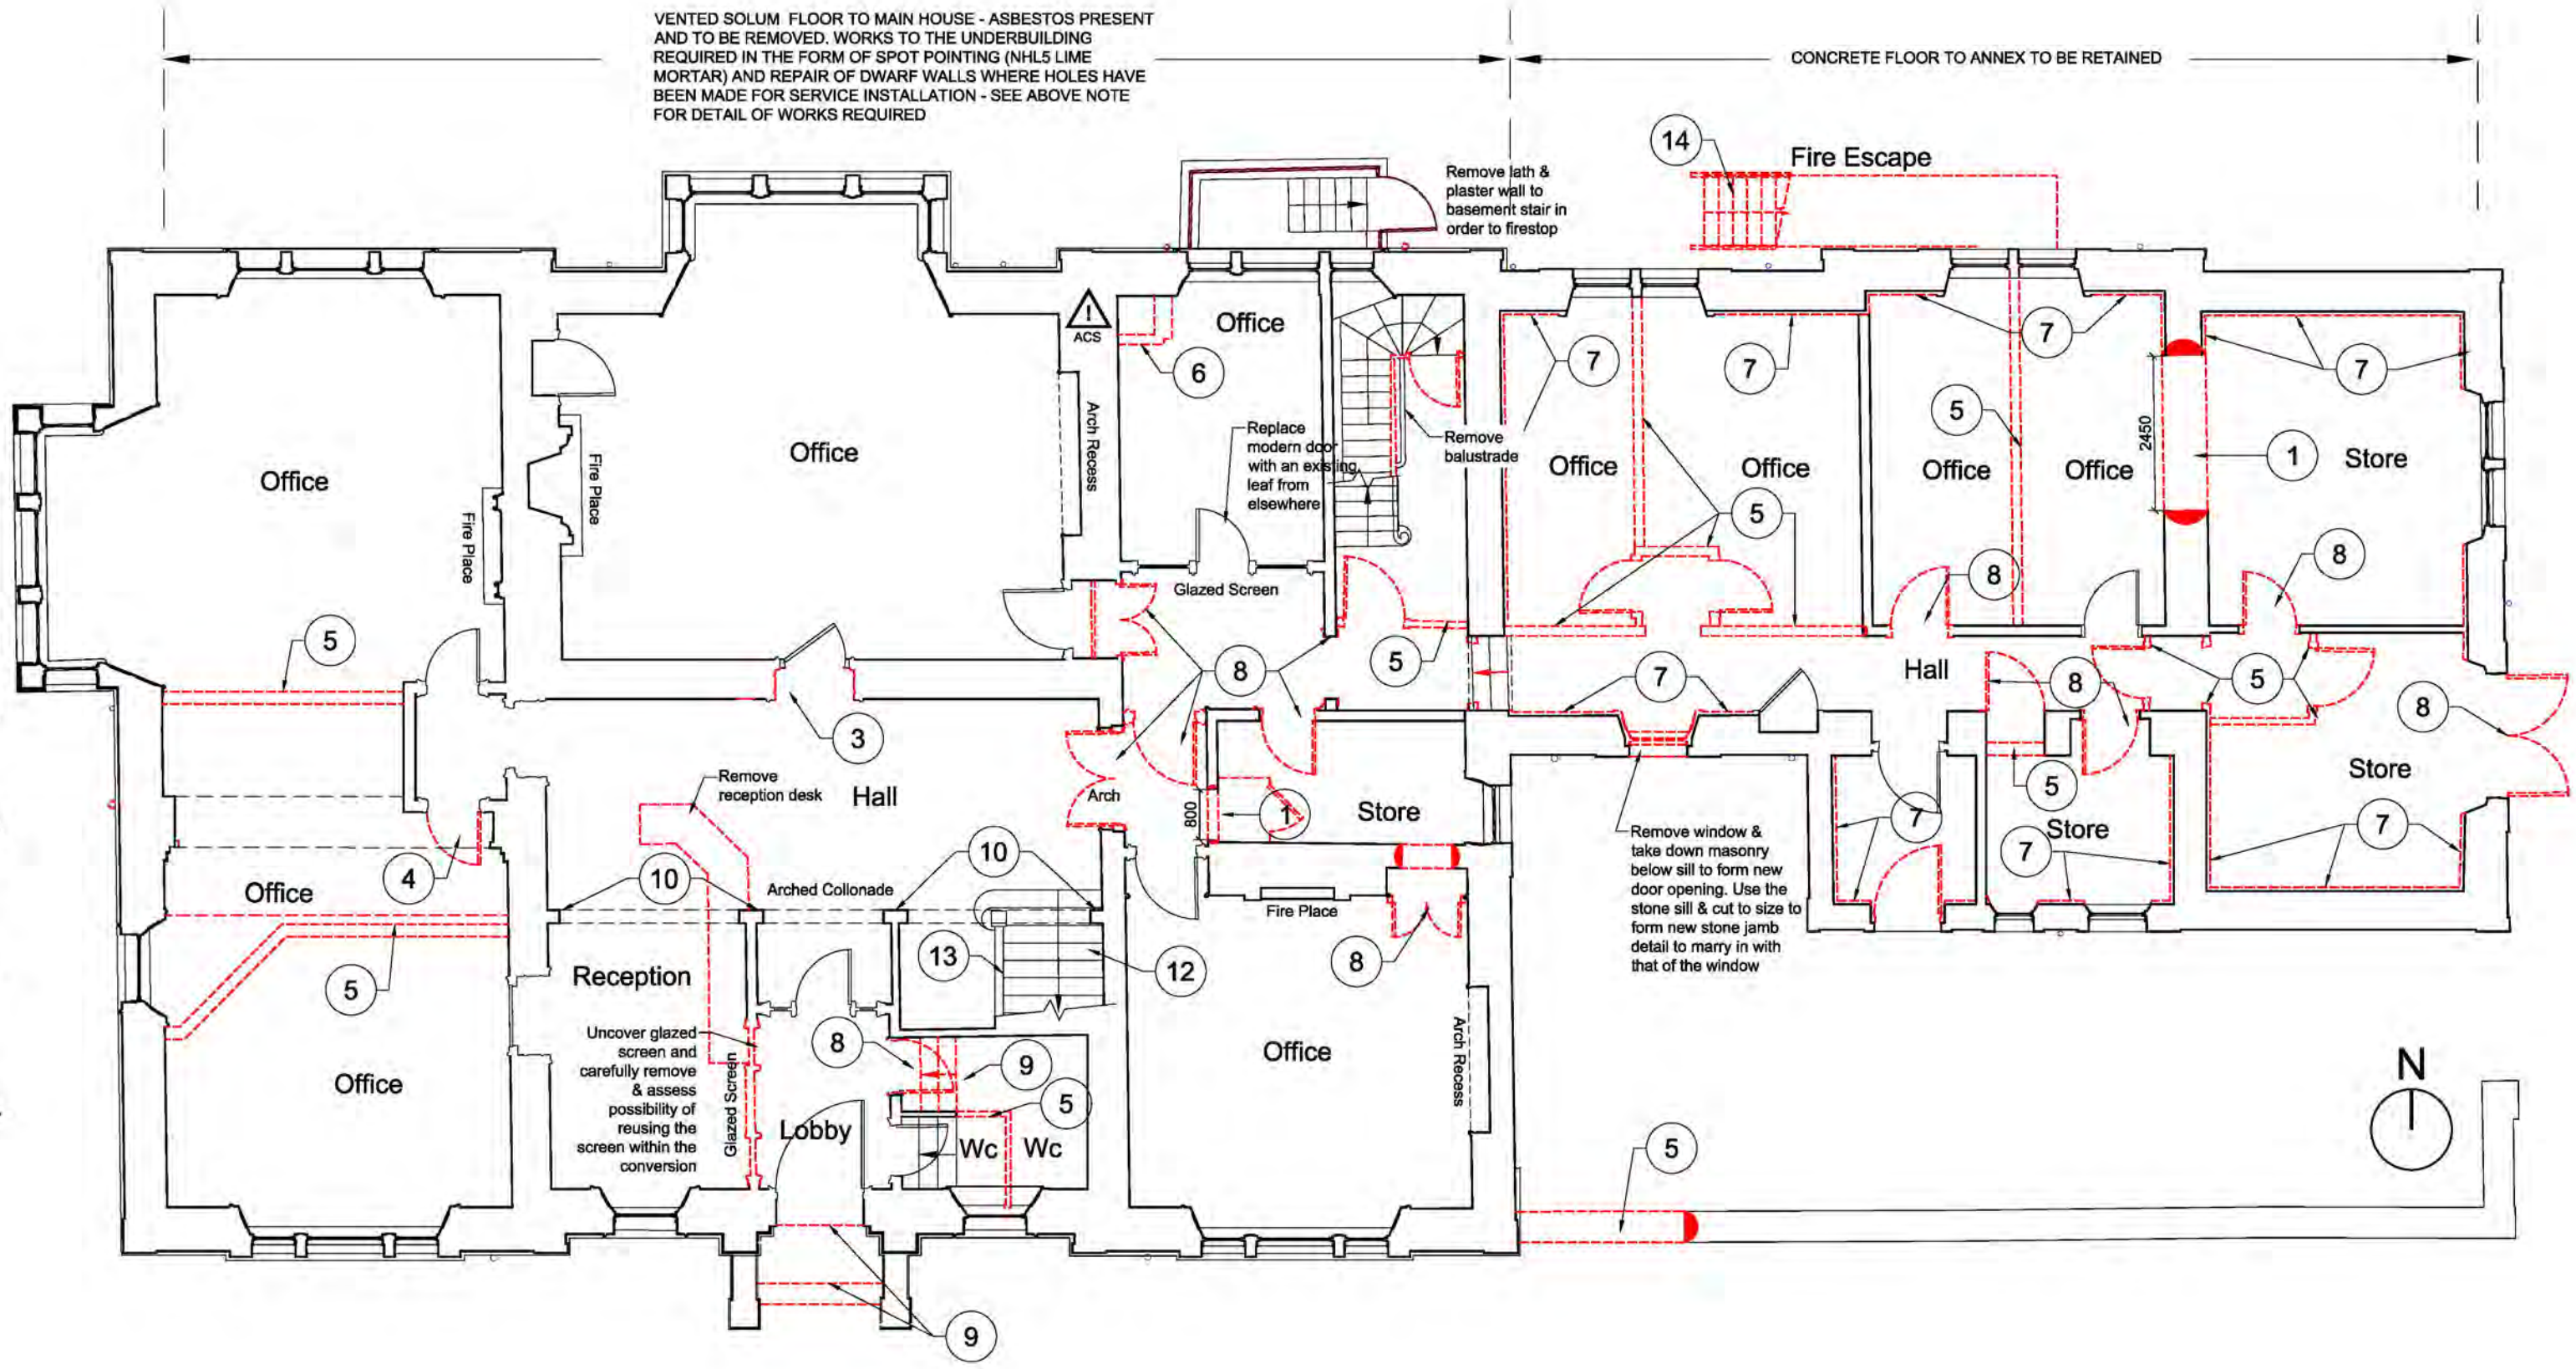 VENTED SOLUM FLOOR TO MAIN HOUSE - ASBESTOS PRESENT
AND TO BE REMOVED. WORKS TO THE UNDERBUILDING
REQUIRED IN THE FORM OF SPOT POINTING (NHL5 LIME
MORTAR) AND REPAIR OF DWARF WALLS WHERE HOLES HAVE
BEEN MADE FOR SERVICE INSTALLATION - SEE ABOVE NOTE
FOR DETAIL OF WORKS REQUIRED
CONCRETE FLOOR TO ANNEX TO BE RETAINED
14
Fire Escape
Remove lath &
plaster wall to
basement stair in
order to firestop
ACS
Office
6
7
7
7
7
Office
Fire Place
Fire Place
Office
Arch Recess
Replace
modern door
with an existing
leaf from
elsewhere
Remove
balustrade
Office
Office
5
Office
5
Office
2450
1
Store
8
8
Glazed Screen
5
8
5
7
Hall
8
5
8
3
Remove
reception desk
Hall
Arch
800
1
Store
5
Store
7
Store
7
7
Remove window &
take down masonry
below sill to form new
door opening. Use the
stone sill & cut to size to
form new stone jamb
detail to marry in with
that of the window
4
Office
10
Arched Collonade
10
Fire Place
8
5
Reception
13
12
Office
Uncover glazed
screen and
carefully remove
& assess
possibility of
reusing the
screen within the
conversion
Glazed Screen
8
9
5
Lobby
Wc
Wc
Office
Arch Recess
N
5
9